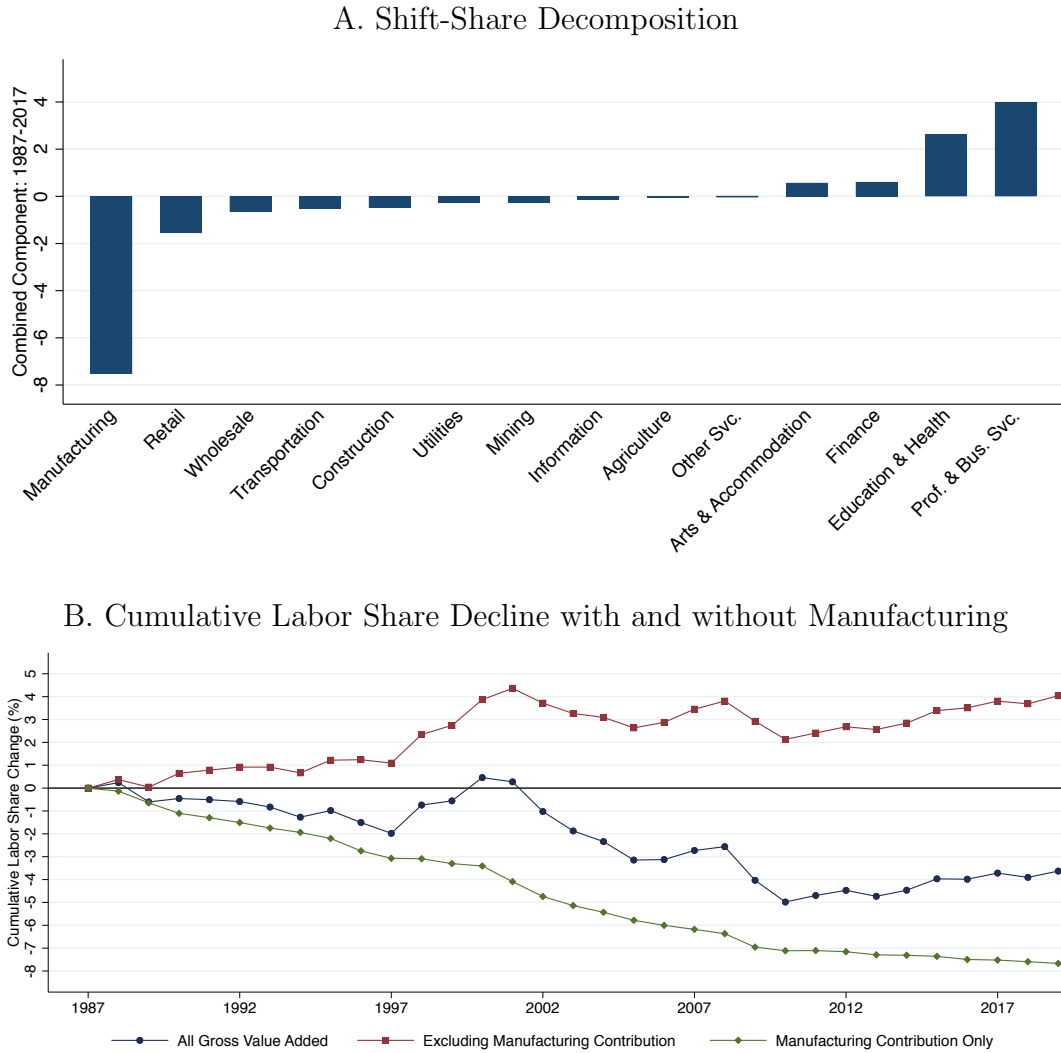 A. Shift-Share Decomposition
Combined Component: 1987-2017
4
2
0
-2
-4
-6
-8
Manufacturing
Retail
Wholesale
Transportation
Construction
Utilities
Mining
Information
Agriculture
Other Svc.
Arts & Accommodation
Finance
Education & Health
Prof. & Bus. Svc.
B. Cumulative Labor Share Decline with and without Manufacturing
Cumulative Labor Share Change (%)
5
4
3
2
1
0
-1
-2
-3
-4
-5
-6
-7
-8
1987
1992
1997
2002
2007
2012
2017
All Gross Value Added
Excluding Manufacturing Contribution
Manufacturing Contribution Only